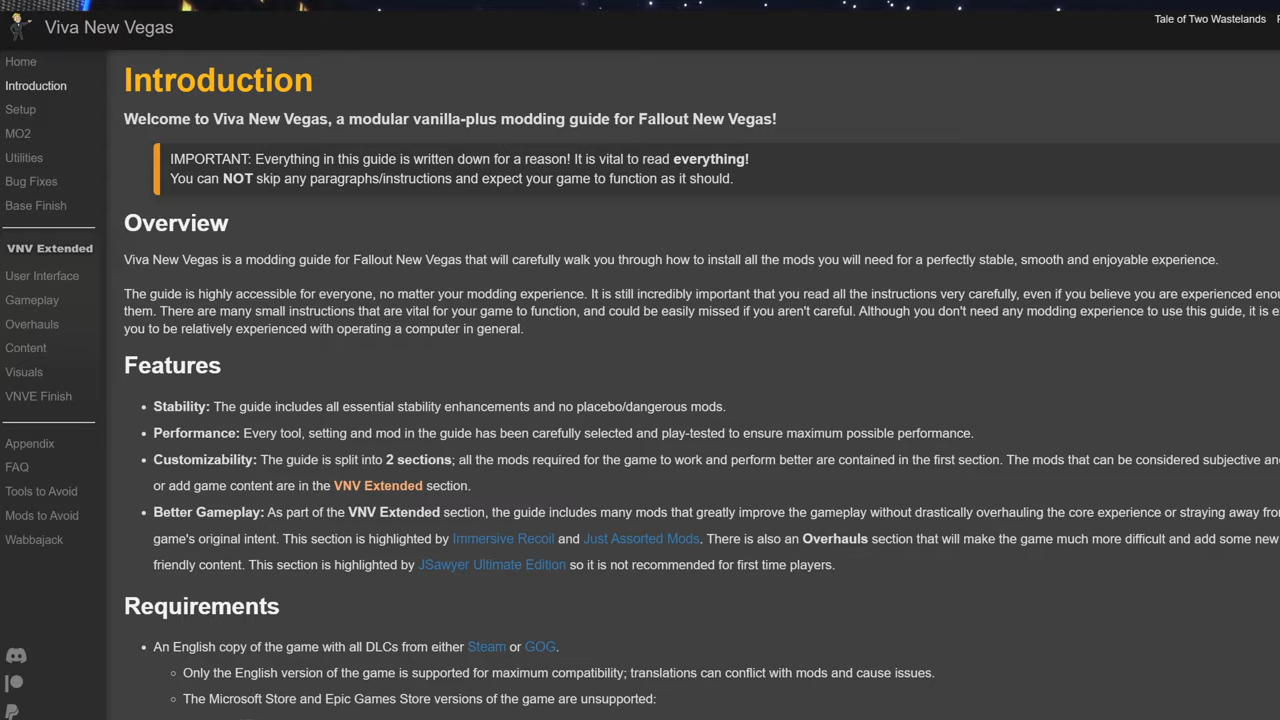 Viva New Vegas
Tale of Two Wastelands
Home
Introduction
Setup
MO2
Utilities
Bug Fixes
Base Finish
VNV Extended
User Interface
Gameplay
Overhauls
Content
Visuals
VNVE Finish
Appendix
FAQ
Tools to Avoid
Mods to Avoid
Wabbajack
Introduction
Welcome to Viva New Vegas, a modular vanilla-plus modding guide for Fallout New Vegas!
IMPORTANT: Everything in this guide is written down for a reason! It is vital to read everything!
You can NOT skip any paragraphs/instructions and expect your game to function as it should.
Overview
Viva New Vegas is a modding guide for Fallout New Vegas that will carefully walk you through how to install all the mods you will need for a perfectly stable, smooth and enjoyable experience.
The guide is highly accessible for everyone, no matter your modding experience. It is still incredibly important that you read all the instructions very carefully, even if you believe you are experienced
them. There are many small instructions that are vital for your game to function, and could be easily missed if you aren't careful. Although you don't need any modding experience to use this guide, it is
you to be relatively experienced with operating a computer in general.
Features
• Stability: The guide includes all essential stability enhancements and no placebo/dangerous mods.
• Performance: Every tool, setting and mod in the guide has been carefully selected and play-tested to ensure maximum possible performance.
• Customizability: The guide is split into 2 sections; all the mods required for the game to work and perform better are contained in the first section. The mods that can be considered subjective
or add game content are in the VNV Extended section.
• Better Gameplay: As part of the VNV Extended section, the guide includes many mods that greatly improve the gameplay without drastically overhauling the core experience or straying away
game's original intent. This section is highlighted by Immersive Recoil and Just Assorted Mods. There is also an Overhauls section that will make the game much more difficult and add some new
friendly content. This section is highlighted by JSawyer Ultimate Edition so it is not recommended for first time players.
Requirements
• An English copy of the game with all DLCs from either Steam or GOG.
◦ Only the English version of the game is supported for maximum compatibility; translations can conflict with mods and cause issues.
◦ The Microsoft Store and Epic Games Store versions of the game are unsupported: